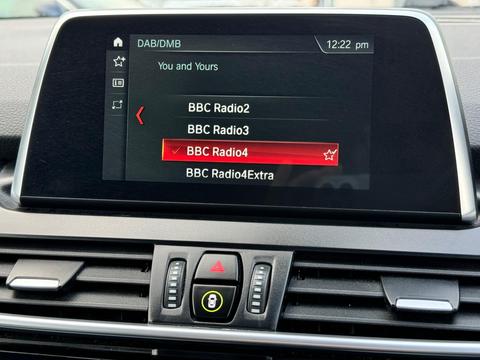 DAB/DMB
12:22 pm
You and Yours
BBC Radio2
BBC Radio3
BBC Radio4
BBC Radio4Extra